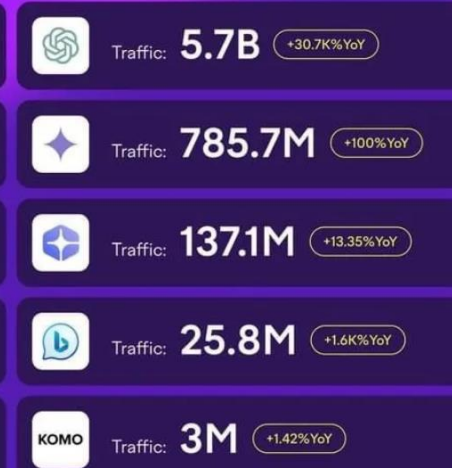 Traffic: 5.7B +30.7K%YoY
Traffic: 785.7M +100%YoY
Traffic: 137.1M +13.35%YoY
Traffic: 25.8M +1.6K%YoY
KOMO Traffic: 3M +1.42%YoY